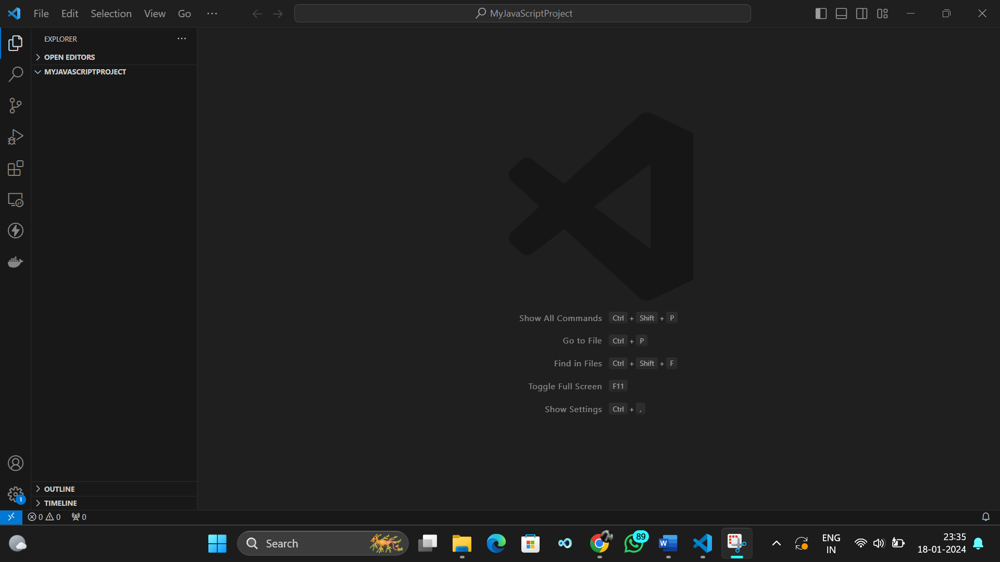 File Edit Selection View Go ···
MyJavaScriptProject
EXPLORER
OPEN EDITORS
MYJAVASCRIPTPROJECT
Show All Commands Ctrl + Shift + P
Go to File Ctrl + P
Find in Files Ctrl + Shift + F
Toggle Full Screen F11
Show Settings Ctrl + ,
OUTLINE
1
TIMELINE
0 0 0
Search
89
W
ENG
IN
23:35
18-01-2024